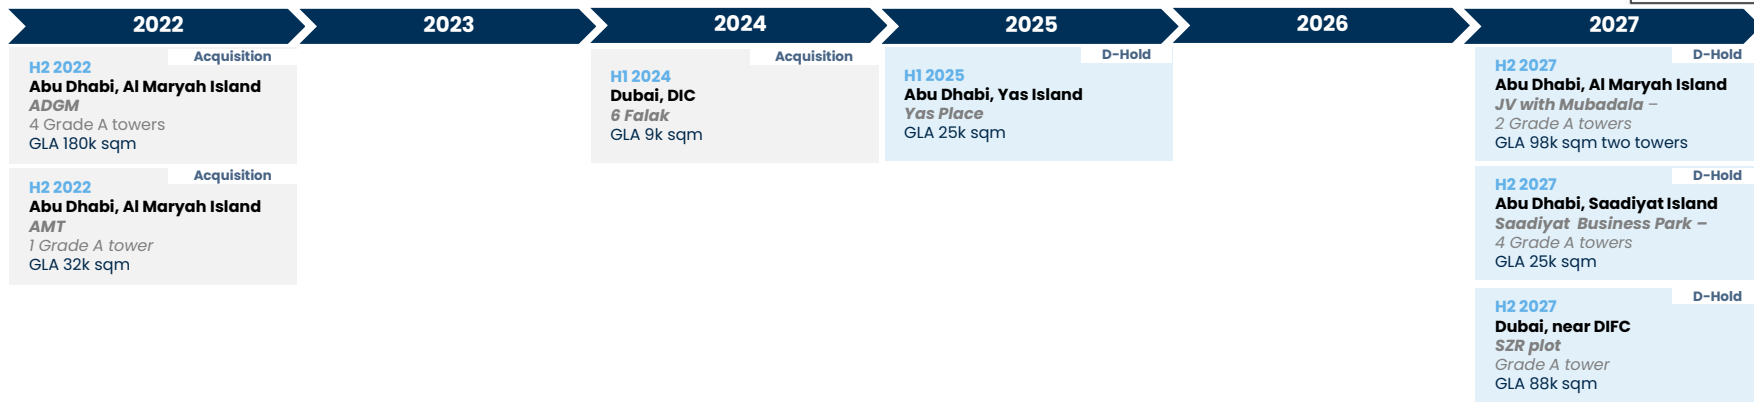 2022
2023
2024
2025
2026
2027
Acquisition
H2 2022
Abu Dhabi, Al Maryah Island
ADGM
4 Grade A towers
GLA 180k sqm
Acquisition
H2 2022
Abu Dhabi, Al Maryah Island
AMT
1 Grade A tower
GLA 32k sqm
Acquisition
H1 2024
Dubai, DIC
6 Falak
GLA 9k sqm
D-Hold
H1 2025
Abu Dhabi, Yas Island
Yas Place
GLA 25k sqm
D-Hold
H2 2027
Abu Dhabi, Al Maryah Island
JV with Mubadala –
2 Grade A towers
GLA 98k sqm two towers
D-Hold
H2 2027
Abu Dhabi, Saadiyat Island
Saadiyat Business Park –
4 Grade A towers
GLA 25k sqm
D-Hold
H2 2027
Dubai, near DIFC
SZR plot
Grade A tower
GLA 88k sqm